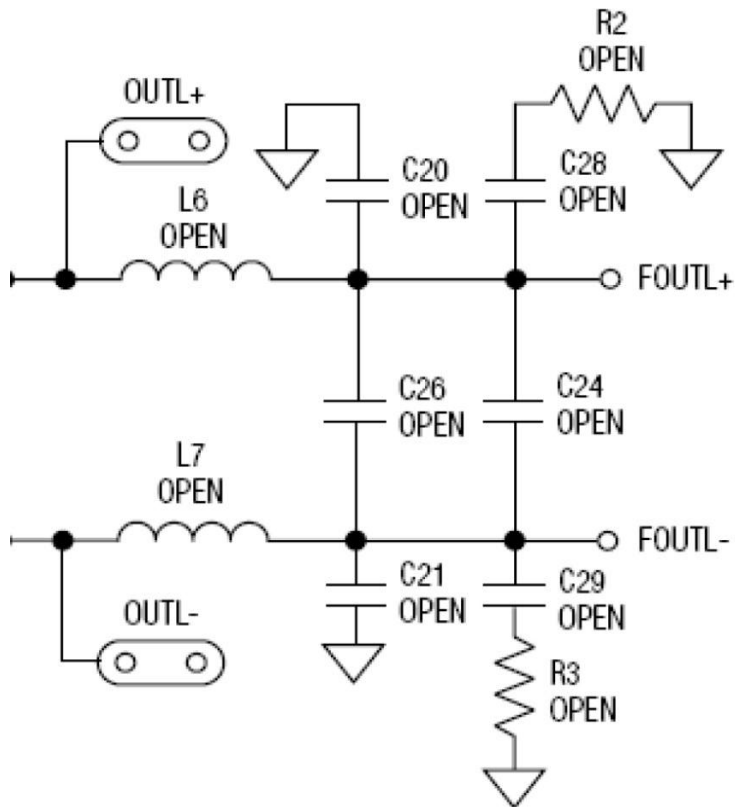 R2
OPEN
OUTL+
C20
OPEN
C28
OPEN
L6
OPEN
FOUTL+
C26
OPEN
C24
OPEN
L7
OPEN
FOUTL-
C21
OPEN
C29
OPEN
OUTL-
R3
OPEN